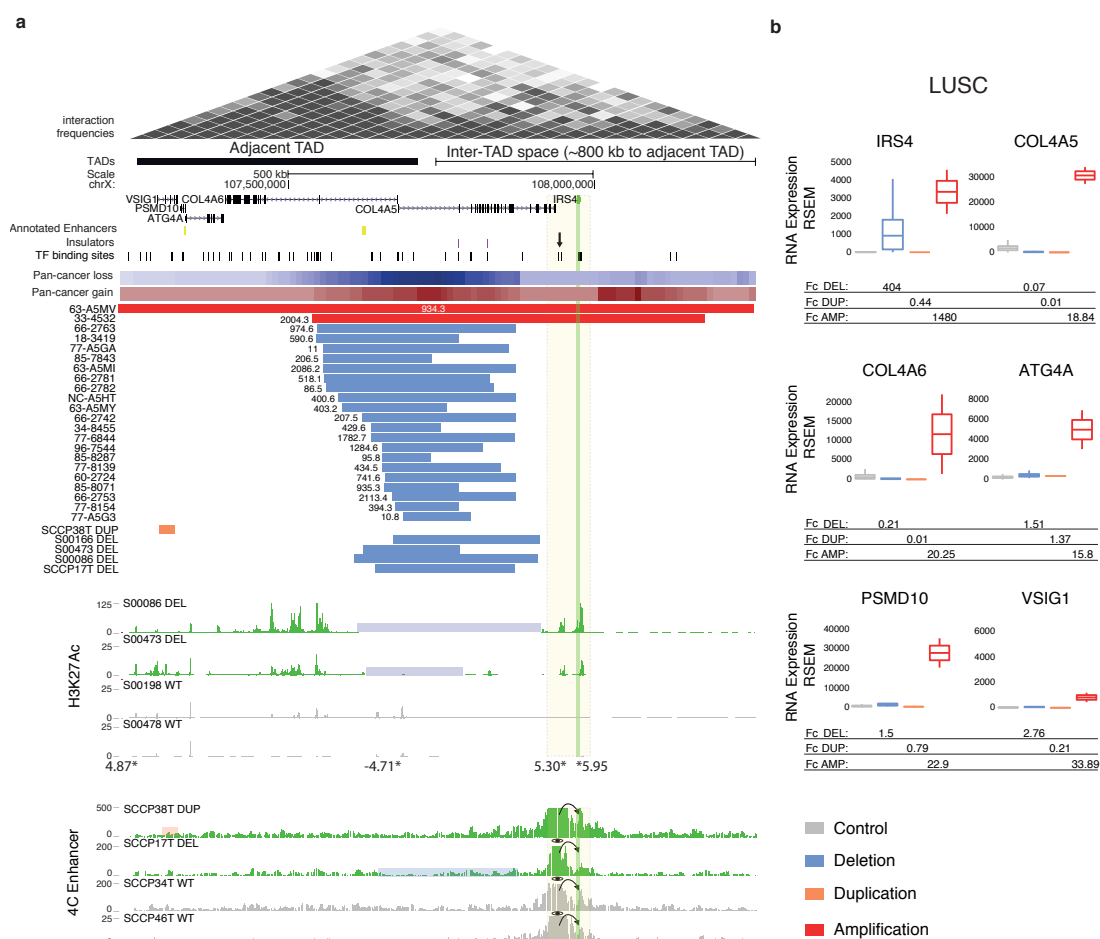 a
interaction
frequencies
Adjacent TAD
Inter-TAD space (~800 kb to adjacent TAD)
TADs
Scale
500 kb
chrX:
107,500,000
108,000,000
VSIG1
COL4A6
IRS4
PSMD10
COL4A5
ATG4A
Annotated Enhancers
Insulators
TF binding sites
Pan-cancer loss
Pan-cancer gain
63-A5MV 934.3
33-4532 2004.3
66-2763 974.6
18-3419 590.6
77-A5GA 11
85-7843 206.5
63-A5MI 2086.2
66-2781 518.1
66-2782 86.5
NC-A5HT 400.6
63-A5MY 403.2
66-2742 207.5
34-8455 429.6
77-6844 1782.7
96-7544 1284.6
85-8287 95.8
77-8139 434.5
60-2724 741.6
85-8071 935.3
66-2753 2113.4
77-8154 394.3
77-A5G3 10.8
SCCP38T DUP
S00166 DEL
S00473 DEL
S00086 DEL
SCCP17T DEL
H3K27Ac
125
S00086 DEL
0
S00473 DEL
25
0
S00198 WT
25
0
S00478 WT
25
0
4.87* -4.71* 5.30* *5.95
4C Enhancer
SCCP38T DUP
500
0
SCCP17T DEL
200
0
SCCP34T WT
200
0
SCCP46T WT
25
0
b
LUSC
IRS4 COL4A5
RNA Expression
RSEM
5000
4000
3000
2000
1000
0
30000
20000
10000
0
Fc DEL: 404 0.07
Fc DUP: 0.44 0.01
Fc AMP: 1480 18.84
COL4A6 ATG4A
RNA Expression
RSEM
20000
15000
10000
5000
0
8000
6000
4000
2000
0
Fc DEL: 0.21 1.51
Fc DUP: 0.01 1.37
Fc AMP: 20.25 15.8
PSMD10 VSIG1
RNA Expression
RSEM
40000
30000
20000
10000
0
6000
4000
2000
0
Fc DEL: 1.5 2.76
Fc DUP: 0.79 0.21
Fc AMP: 22.9 33.89
Control
Deletion
Duplication
Amplification